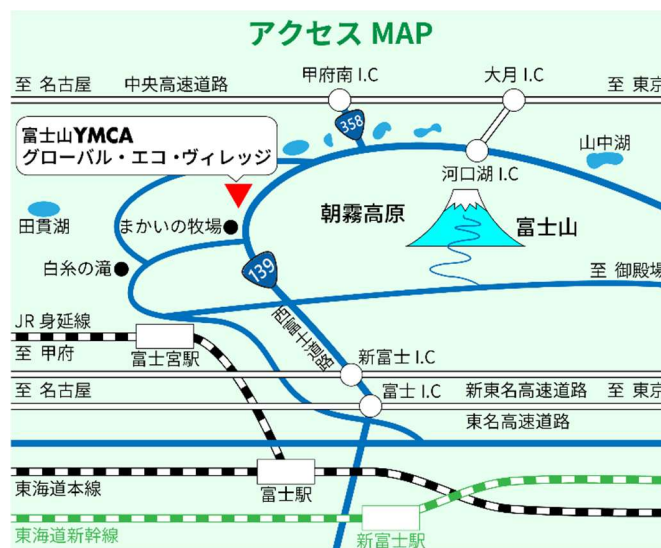 アクセス MAP
至 名古屋
中央高速道路
甲府南 I.C
大月 I.C
至 東京
358
富士山YMCA
グローバル・エコ・ヴィレッジ
山中湖
河口湖 I.C
田貫湖
まかいの牧場
朝霧高原
富士山
白糸の滝
139
至 御殿場
JR 身延線
至 甲府
富士宮駅
西富士道路
新富士 I.C
至 名古屋
富士 I.C
新東名高速道路
至 東京
東名高速道路
東海道本線
富士駅
東海道新幹線
新富士駅